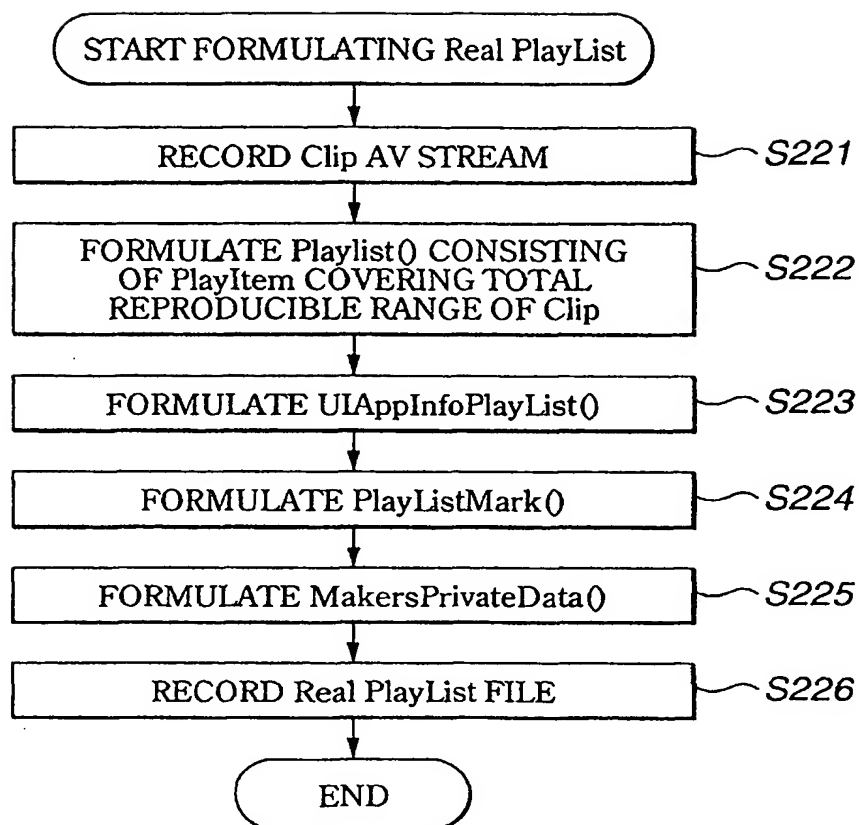 START FORMULATING Real PlayList
RECORD Clip AV STREAM
S221
FORMULATE Playlist() CONSISTING
OF PlayItem COVERING TOTAL
REPRODUCIBLE RANGE OF Clip
S222
FORMULATE UIAppInfoPlayList()
S223
FORMULATE PlayListMark()
S224
FORMULATE MakersPrivateData()
S225
RECORD Real PlayList FILE
S226
END